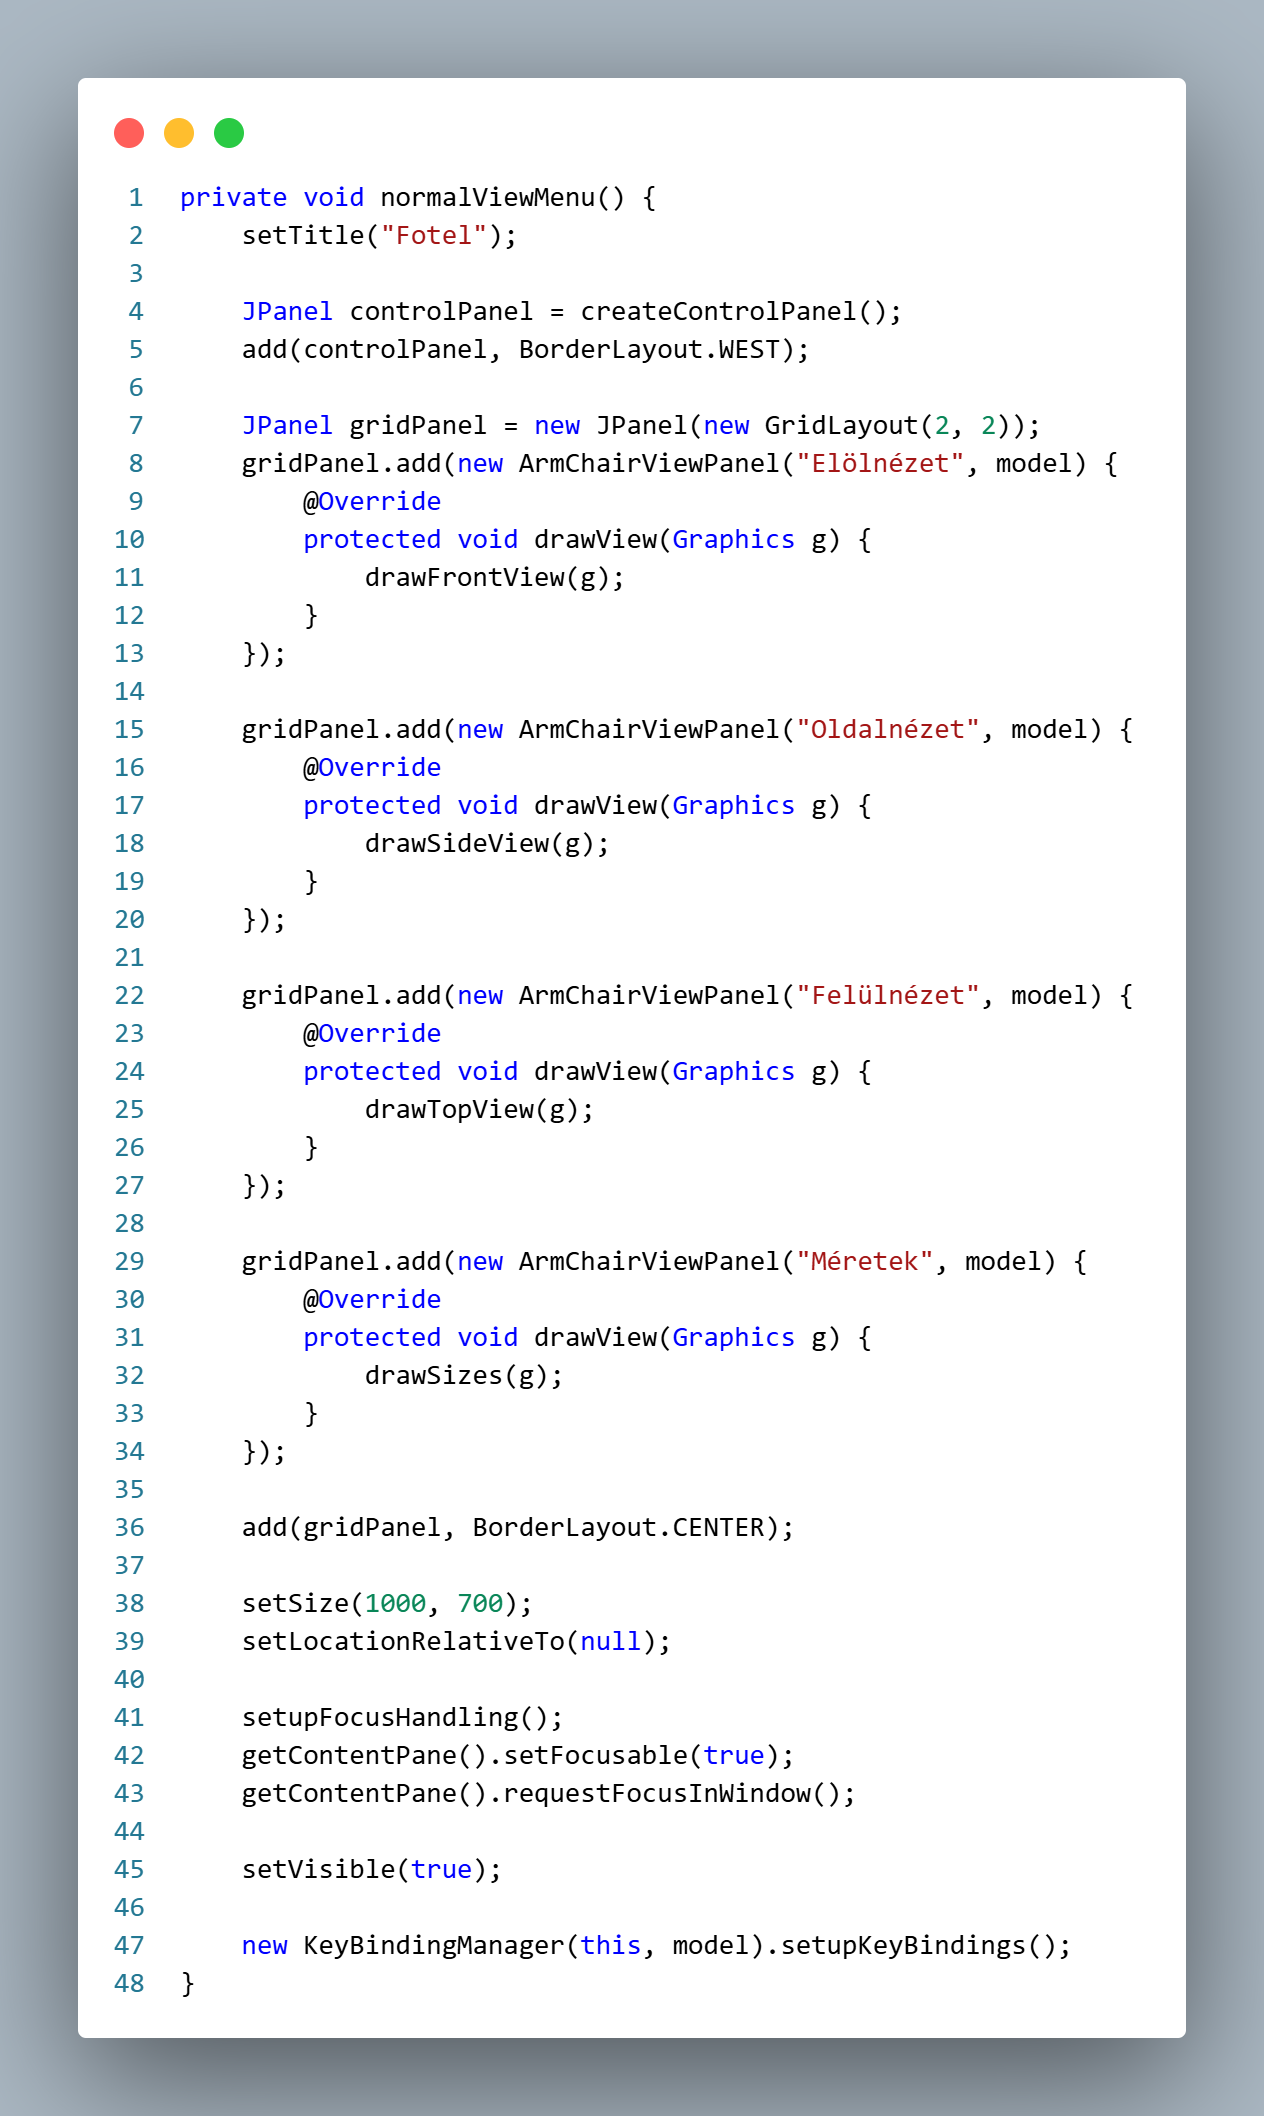 1 private void normalViewMenu() {
2     setTitle("Fotel");
3
4     JPanel controlPanel = createControlPanel();
5     add(controlPanel, BorderLayout.WEST);
6
7     JPanel gridPanel = new JPanel(new GridLayout(2, 2));
8     gridPanel.add(new ArmChairViewPanel("Elölnézet", model) {
9         @Override
10         protected void drawView(Graphics g) {
11             drawFrontView(g);
12         }
13     });
14
15     gridPanel.add(new ArmChairViewPanel("Oldalnézet", model) {
16         @Override
17         protected void drawView(Graphics g) {
18             drawSideView(g);
19         }
20     });
21
22     gridPanel.add(new ArmChairViewPanel("Felülnézet", model) {
23         @Override
24         protected void drawView(Graphics g) {
25             drawTopView(g);
26         }
27     });
28
29     gridPanel.add(new ArmChairViewPanel("Méretek", model) {
30         @Override
31         protected void drawView(Graphics g) {
32             drawSizes(g);
33         }
34     });
35
36     add(gridPanel, BorderLayout.CENTER);
37
38     setSize(1000, 700);
39     setLocationRelativeTo(null);
40
41     setupFocusHandling();
42     getContentPane().setFocusable(true);
43     getContentPane().requestFocusInWindow();
44
45     setVisible(true);
46
47     new KeyBindingManager(this, model).setupKeyBindings();
48 }